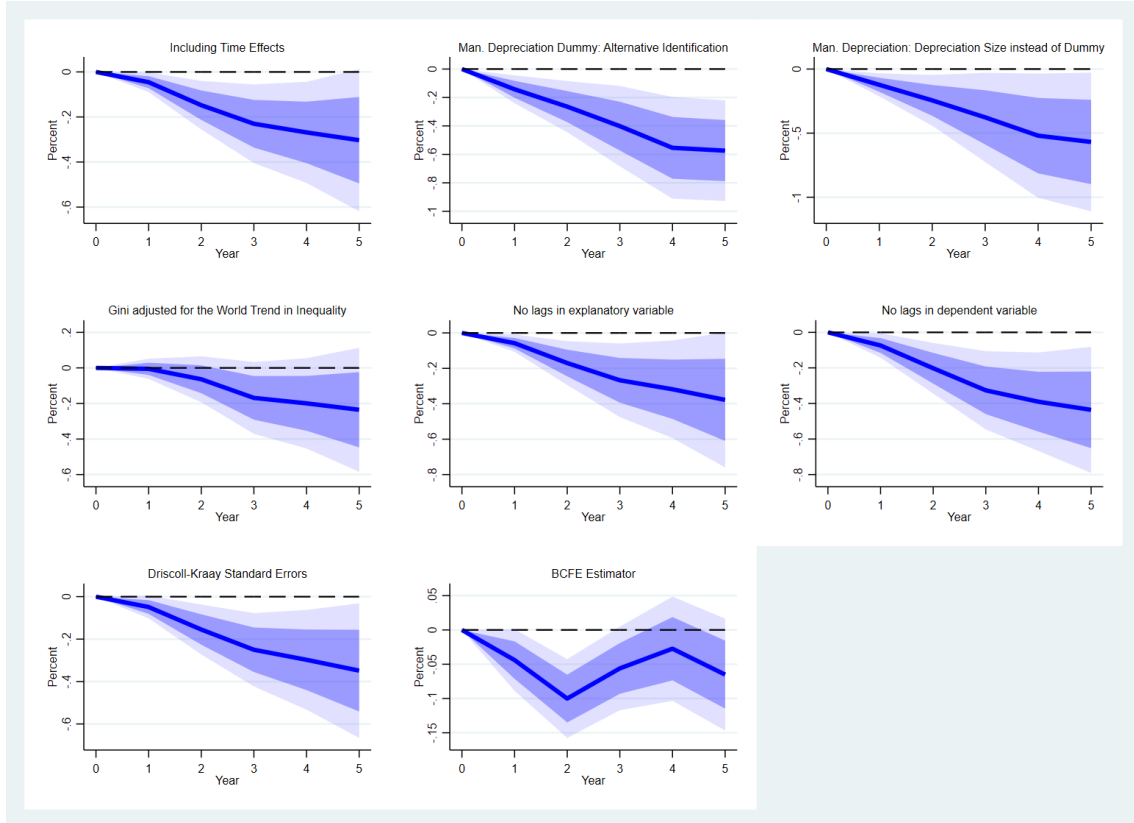 Including Time Effects
Percent
0
-.2
-.4
-.6
0 1 2 3 4 5
Year
Man. Depreciation Dummy: Alternative Identification
Percent
0
-.2
-.4
-.6
-.8
-1
0 1 2 3 4 5
Year
Man. Depreciation: Depreciation Size instead of Dummy
Percent
0
-.5
-1
0 1 2 3 4 5
Year
Gini adjusted for the World Trend in Inequality
Percent
.2
0
-.2
-.4
-.6
0 1 2 3 4 5
Year
No lags in explanatory variable
Percent
0
-.2
-.4
-.6
-.8
0 1 2 3 4 5
Year
No lags in dependent variable
Percent
0
-.2
-.4
-.6
-.8
0 1 2 3 4 5
Year
Driscoll-Kraay Standard Errors
Percent
0
-.2
-.4
-.6
0 1 2 3 4 5
Year
BCFE Estimator
Percent
.05
0
-.05
-.1
-.15
0 1 2 3 4 5
Year